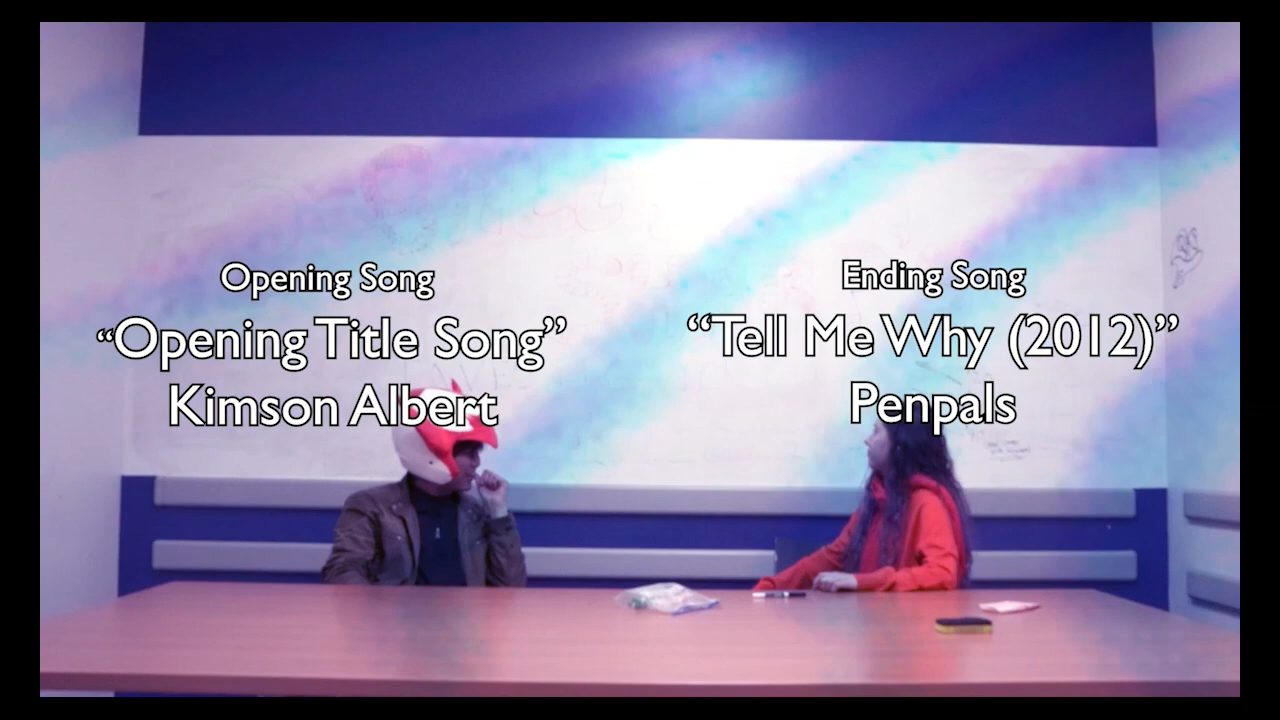 Opening Song
“Opening Title Song”
Kimson Albert
Ending Song
“Tell Me Why (2012)”
Penpals